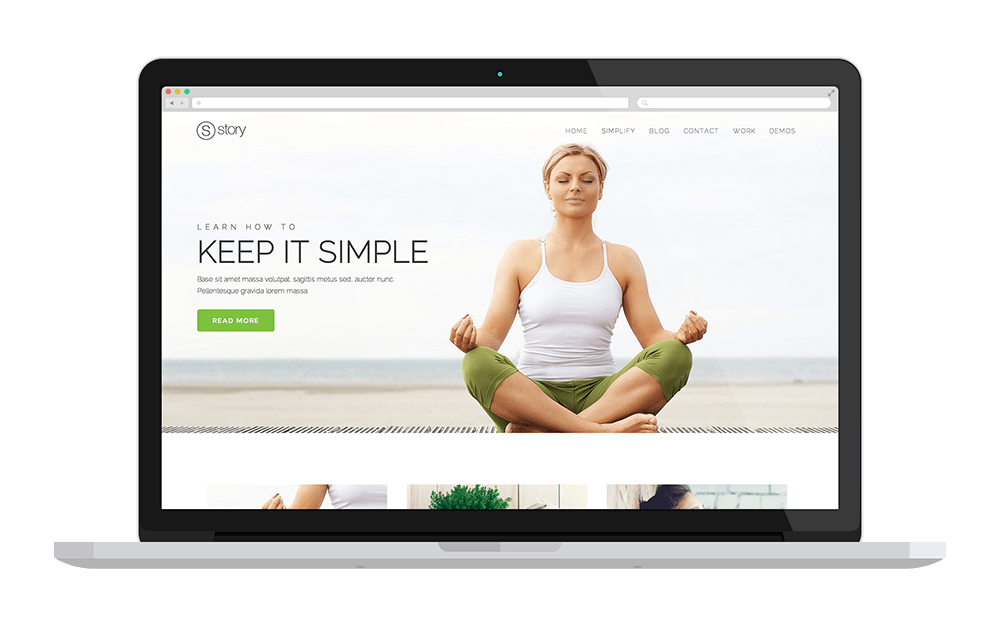 S story
HOME SIMPLIFY BLOG CONTACT WORK DEMOS
LEARN HOW TO
KEEP IT SIMPLE
Base sit amet massa volutpat, sagittis metus sed, auctor nunc.
Pellentesque gravida lorem massa
READ MORE